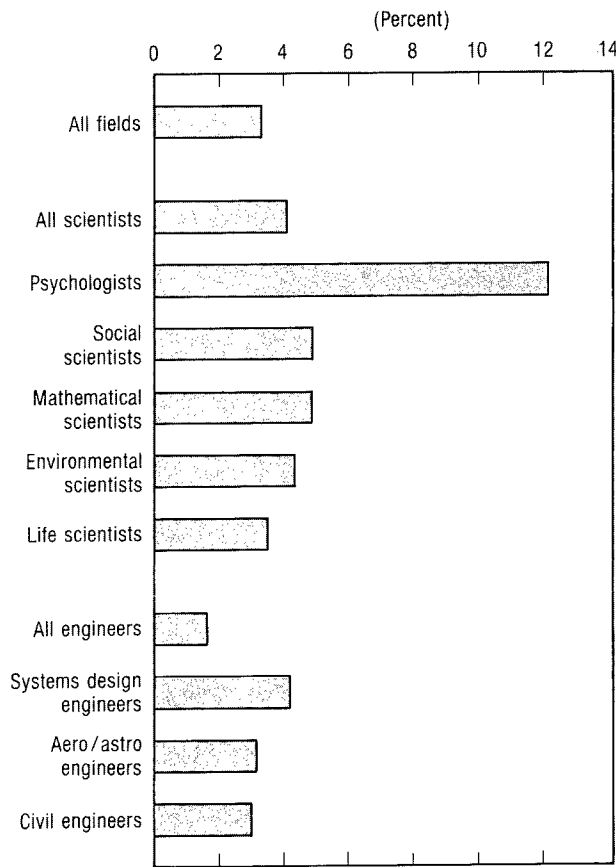 (Percent)
0 2 4 6 8 10 12 14
All fields
All scientists
Psychologists
Social
scientists
Mathematical
scientists
Environmental
scientists
Life scientists
All engineers
Systems design
engineers
Aero/astro
engineers
Civil engineers